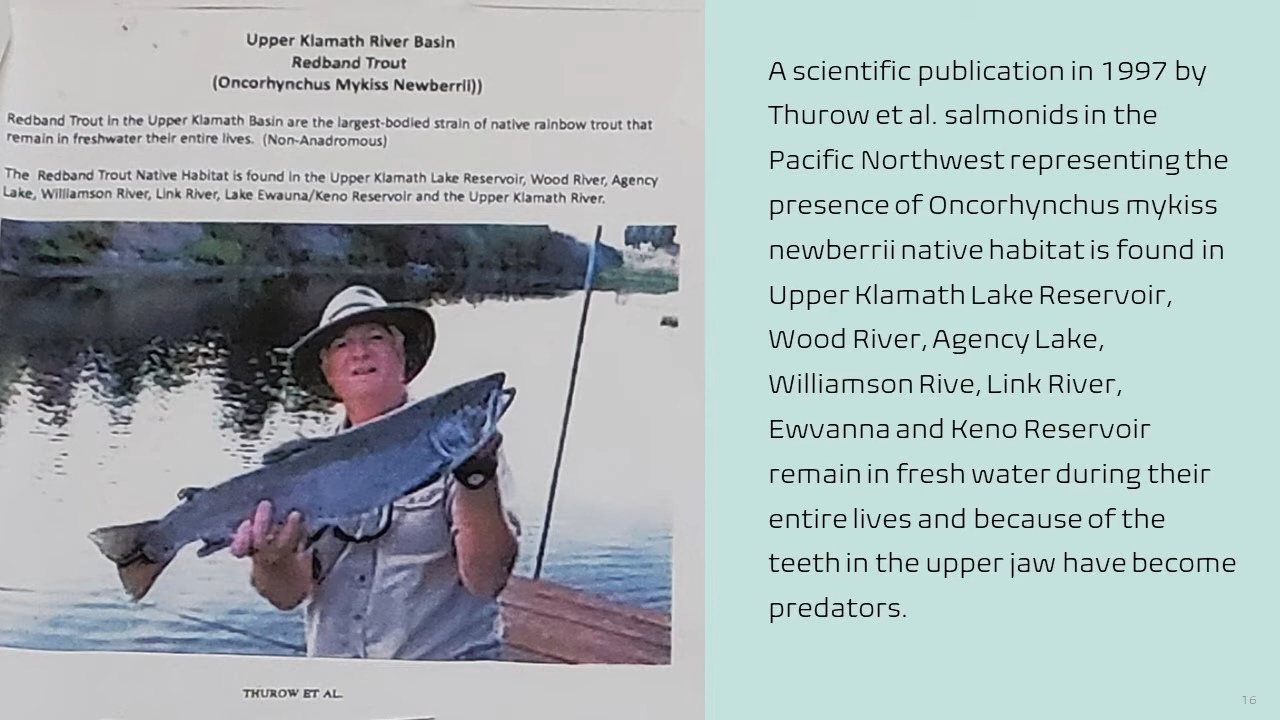 Upper Klamath River Basin
Redband Trout
(Oncorhynchus Mykiss Newberrii))
Redband Trout in the Upper Klamath Basin are the largest-bodied strain of native rainbow trout that
remain in freshwater their entire lives. (Non-Anadromous)
The Redband Trout Native Habitat is found in the Upper Klamath Lake Reservoir, Wood River, Agency
Lake, Williamson River, Link River, Lake Ewauna/Keno Reservoir and the Upper Klamath River.
THUROW ET AL.
A scientific publication in 1997 by
Thurow et al. salmonids in the
Pacific Northwest representing the
presence of Oncorhynchus mykiss
newberrii native habitat is found in
Upper Klamath Lake Reservoir,
Wood River, Agency Lake,
Williamson Rive, Link River,
Ewvanna and Keno Reservoir
remain in fresh water during their
entire lives and because of the
teeth in the upper jaw have become
predators.
16